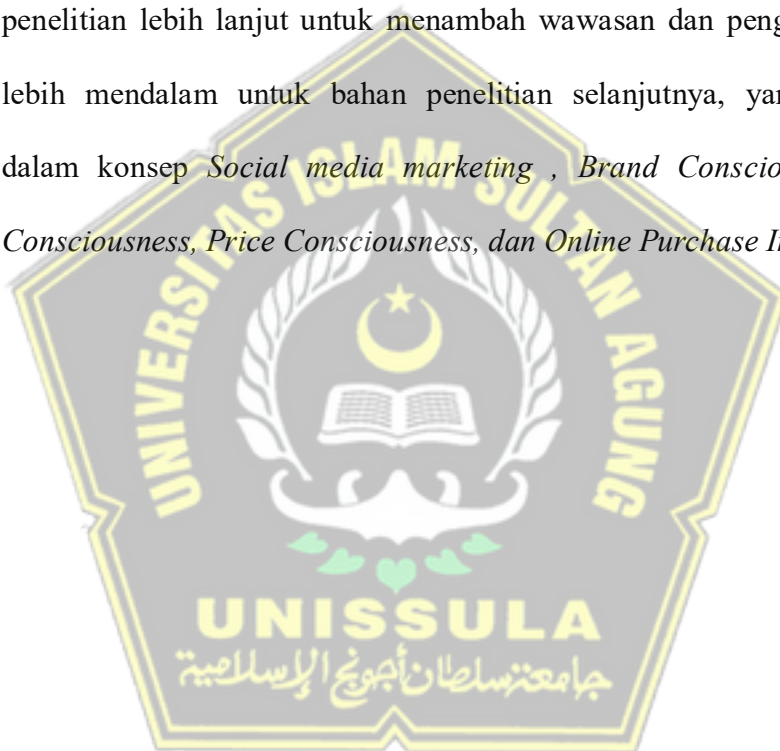 penelitian lebih lanjut untuk menambah wawasan dan
lebih mendalam untuk bahan penelitian selanjutnya,
dalam konsep Social media marketing , Brand
Consciousness, Price Consciousness, dan Online Purchase
UNIVERSITAS ISLAM SULTAN AGUNG
UNISSULA
جامعة سلطان أجونج الإسلامية